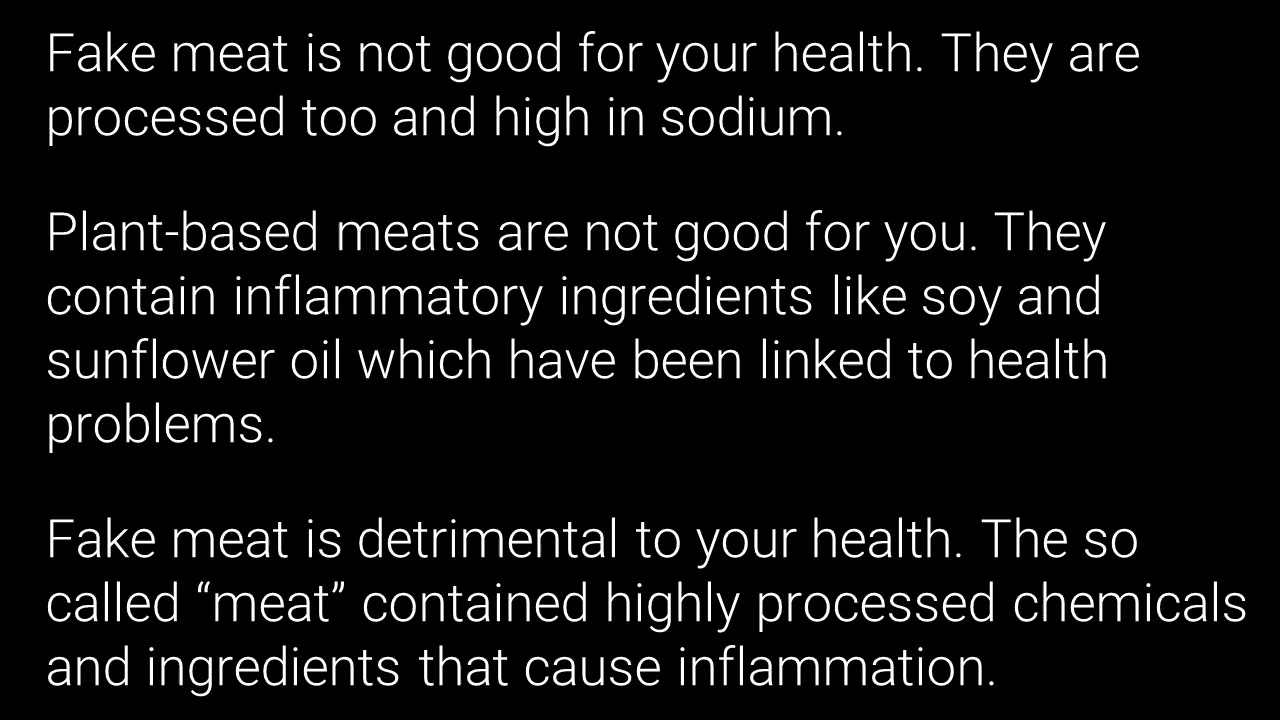 Fake meat is not good for your health. They are
processed too and high in sodium.
Plant-based meats are not good for you. They
contain inflammatory ingredients like soy and
sunflower oil which have been linked to health
problems.
Fake meat is detrimental to your health. The so
called “meat” contained highly processed chemicals
and ingredients that cause inflammation.